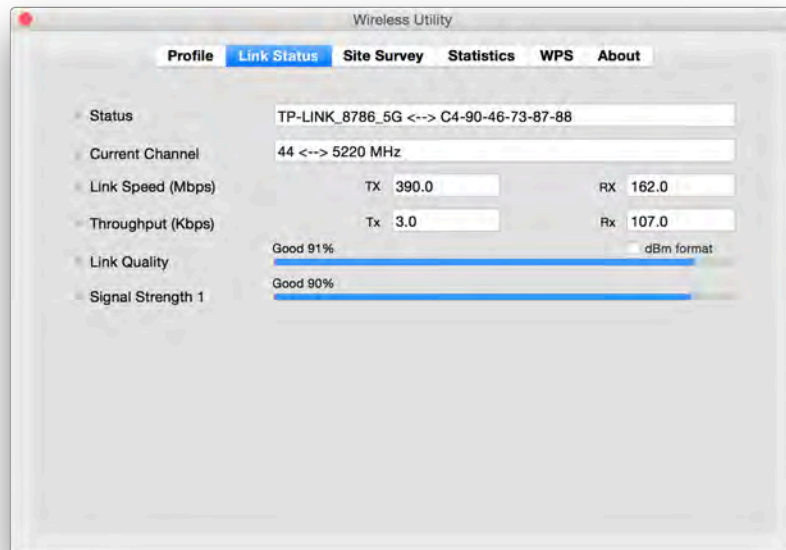 Wireless Utility
Profile Link Status Site Survey Statistics WPS About
Status TP-LINK_8786_5G <--> C4-90-46-73-87-88
Current Channel 44 <--> 5220 MHz
Link Speed (Mbps) TX 390.0 RX 162.0
Throughput (Kbps) Tx 3.0 Rx 107.0
Good 91% dBm format
Link Quality
Good 90%
Signal Strength 1